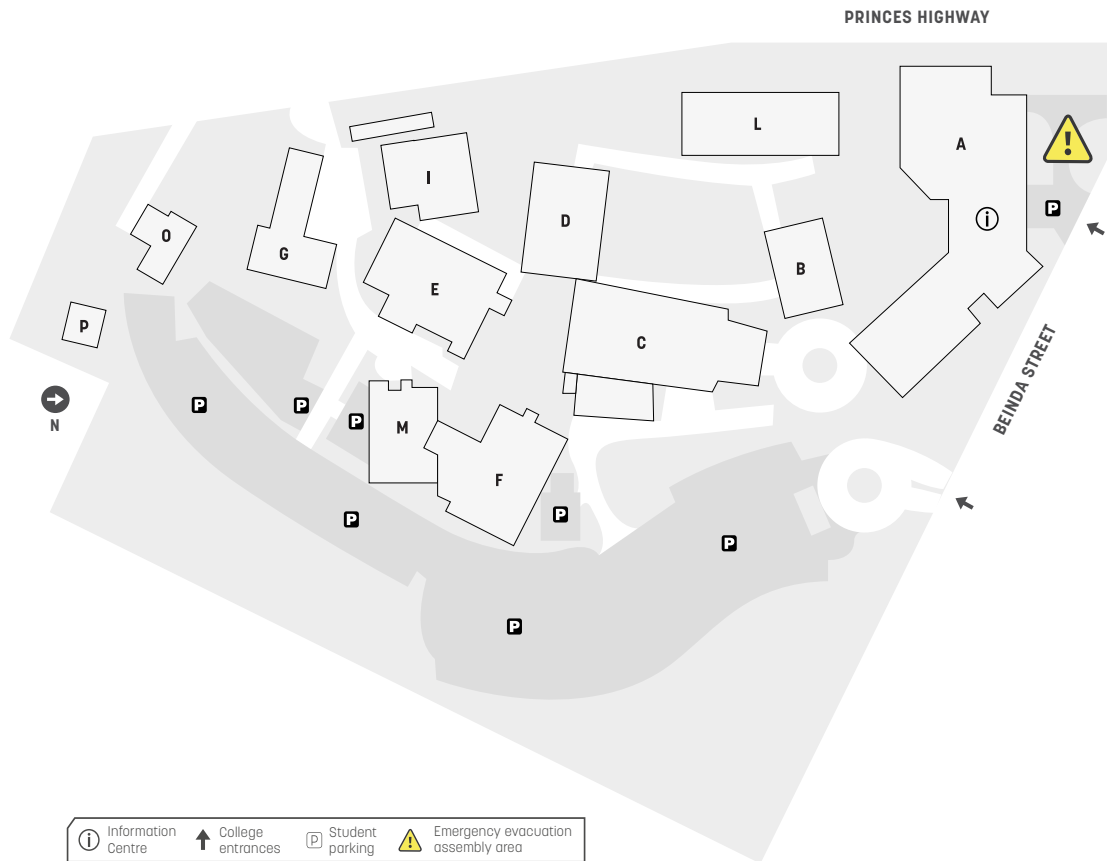 PRINCES HIGHWAY
L
A
I
D
O
G
B
E
P
C
N
BEINDA STREET
M
F
P
P
P
P
P
P
P
P
i
Information
Centre
College
entrances
P
Student
parking
Emergency evacuation
assembly area